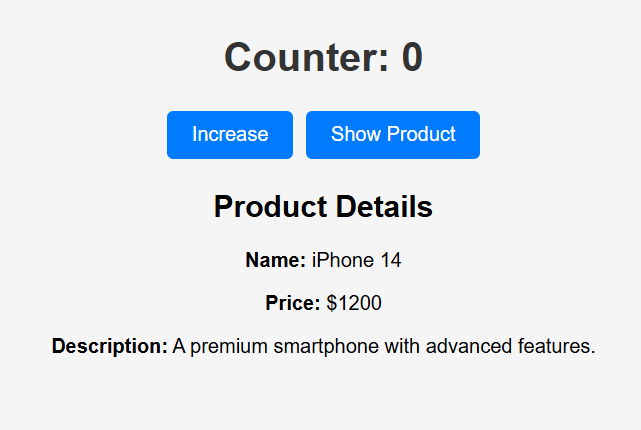 Counter: 0
Increase Show Product
Product Details
Name: iPhone 14
Price: $1200
Description: A premium smartphone with advanced features.